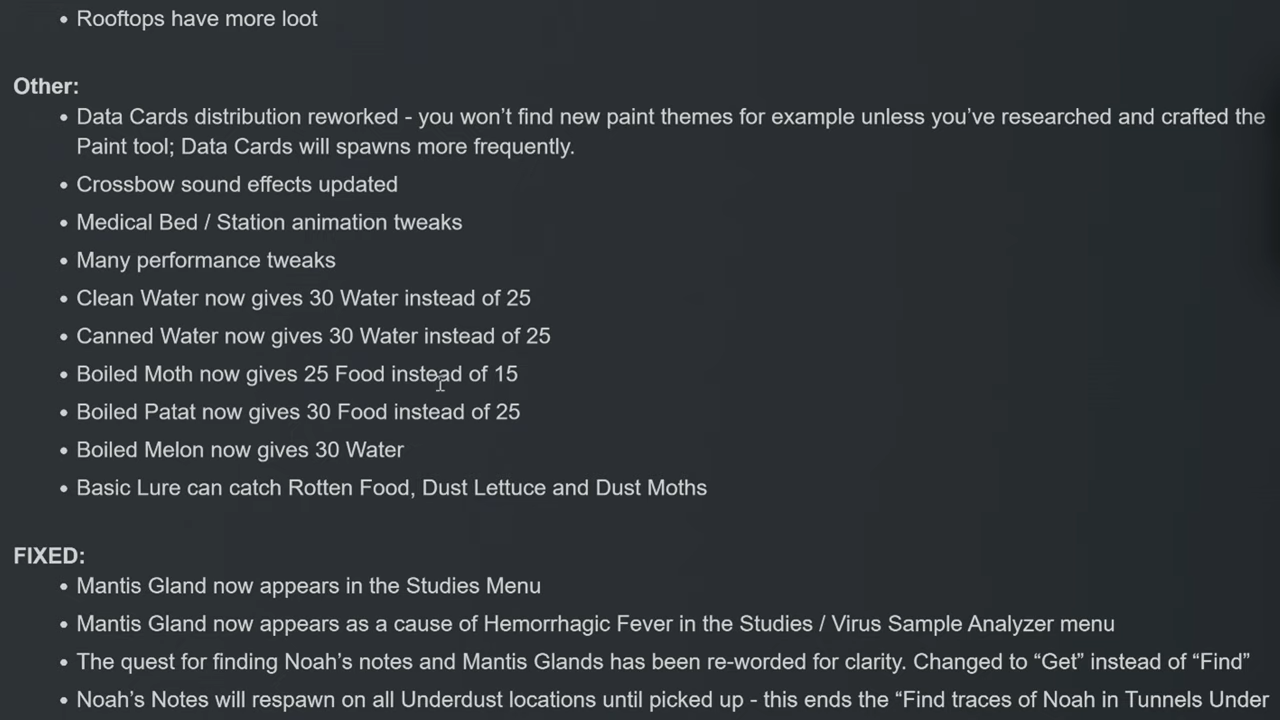 • Rooftops have more loot
Other:
• Data Cards distribution reworked - you won’t find new paint themes for example unless you’ve researched and crafted the
Paint tool; Data Cards will spawns more frequently.
• Crossbow sound effects updated
• Medical Bed / Station animation tweaks
• Many performance tweaks
• Clean Water now gives 30 Water instead of 25
• Canned Water now gives 30 Water instead of 25
• Boiled Moth now gives 25 Food instead of 15
• Boiled Patat now gives 30 Food instead of 25
• Boiled Melon now gives 30 Water
• Basic Lure can catch Rotten Food, Dust Lettuce and Dust Moths
FIXED:
• Mantis Gland now appears in the Studies Menu
• Mantis Gland now appears as a cause of Hemorrhagic Fever in the Studies / Virus Sample Analyzer menu
• The quest for finding Noah’s notes and Mantis Glands has been re-worded for clarity. Changed to “Get” instead of “Find”
• Noah’s Notes will respawn on all Underdust locations until picked up - this ends the “Find traces of Noah in Tunnels Under